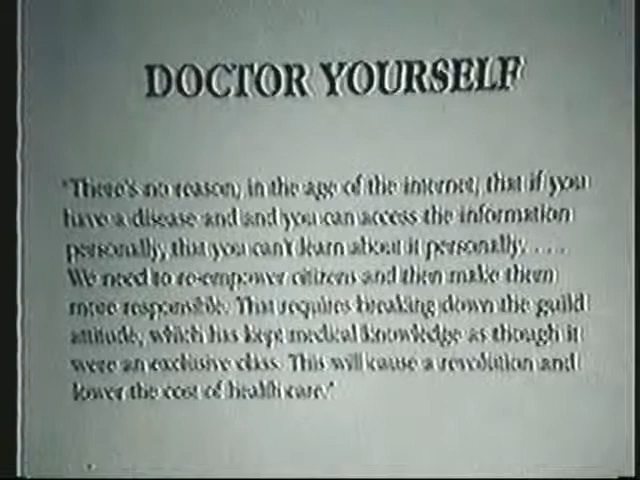 DOCTOR YOURSELF
"There's no reason, in the age of the internet, that if you
have a disease and and you can access the information
personally, that you can't learn about it personally. . . .
We need to re-empower citizens and then make them
more responsible. That requires breaking down the guild
attitude, which has kept medical knowledge as though it
were an exclusive class. This will cause a revolution and
lower the cost of health care."